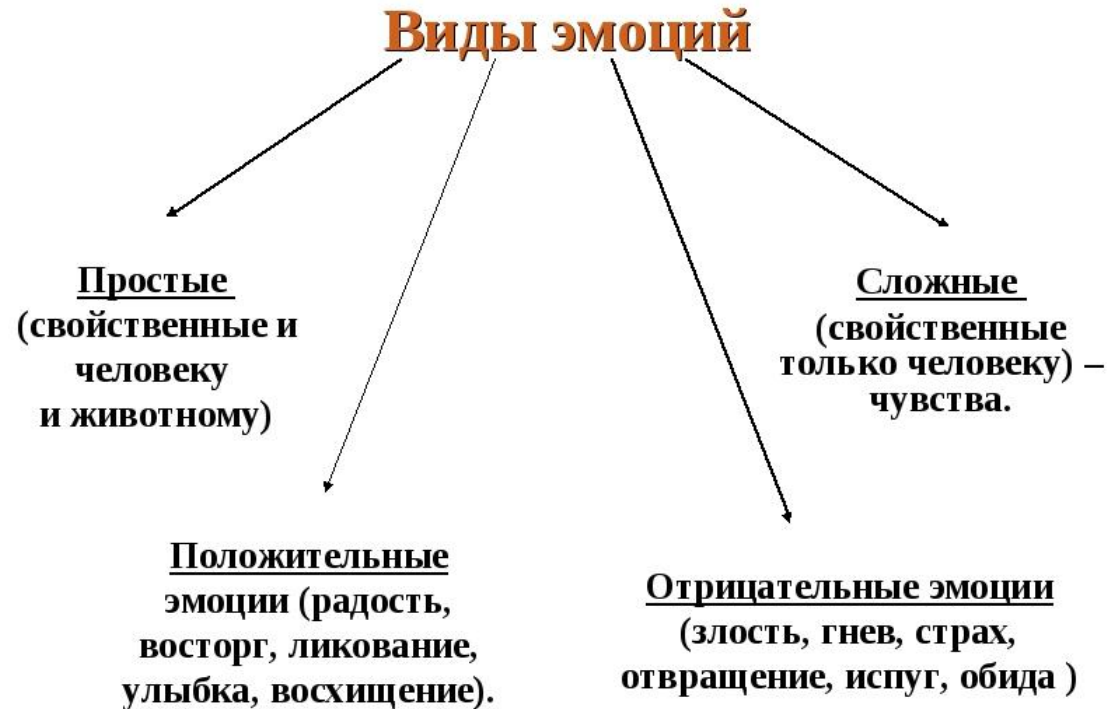 Виды эмоций
Простые
(свойственные и
человеку
и животному)
Сложные
(свойственные
только человеку) –
чувства.
Положительные
эмоции (радость,
восторг, ликование,
улыбка, восхищение).
Отрицательные эмоции
(злость, гнев, страх,
отвращение, испуг, обида )